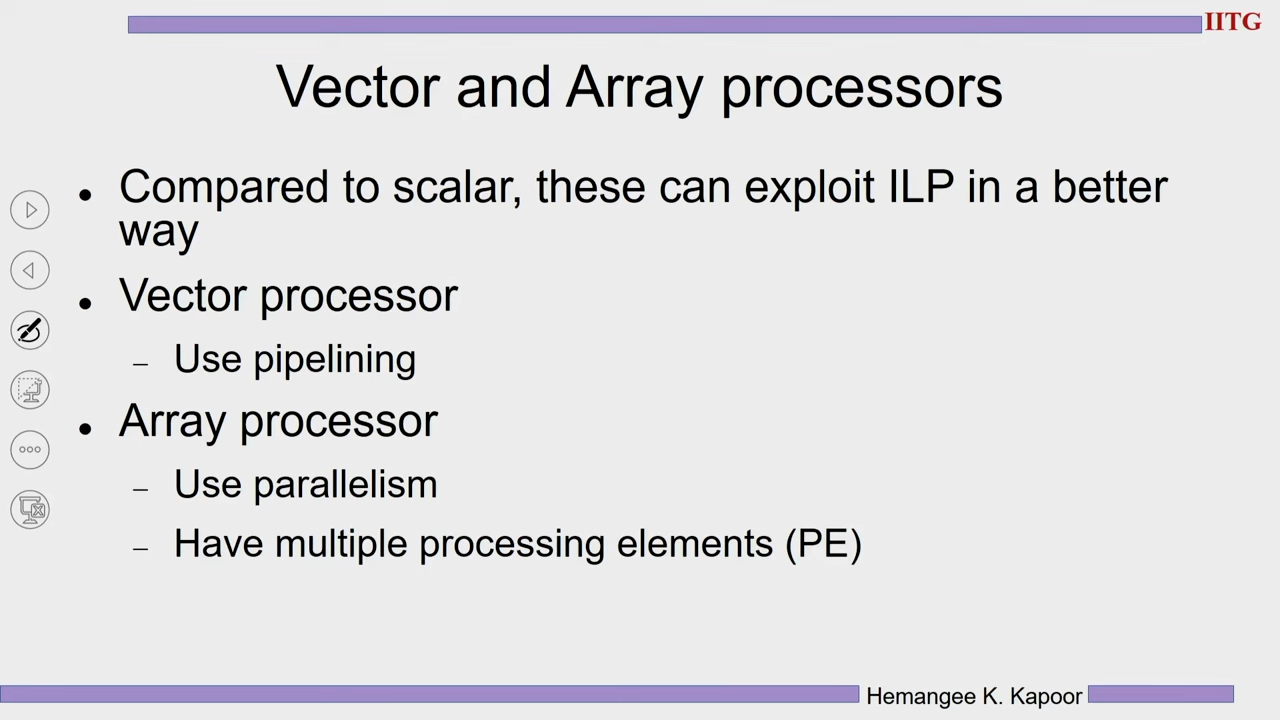 IITG
Vector and Array processors
● Compared to scalar, these can exploit ILP in a better
way
● Vector processor
– Use pipelining
● Array processor
– Use parallelism
– Have multiple processing elements (PE)
Hemangee K. Kapoor